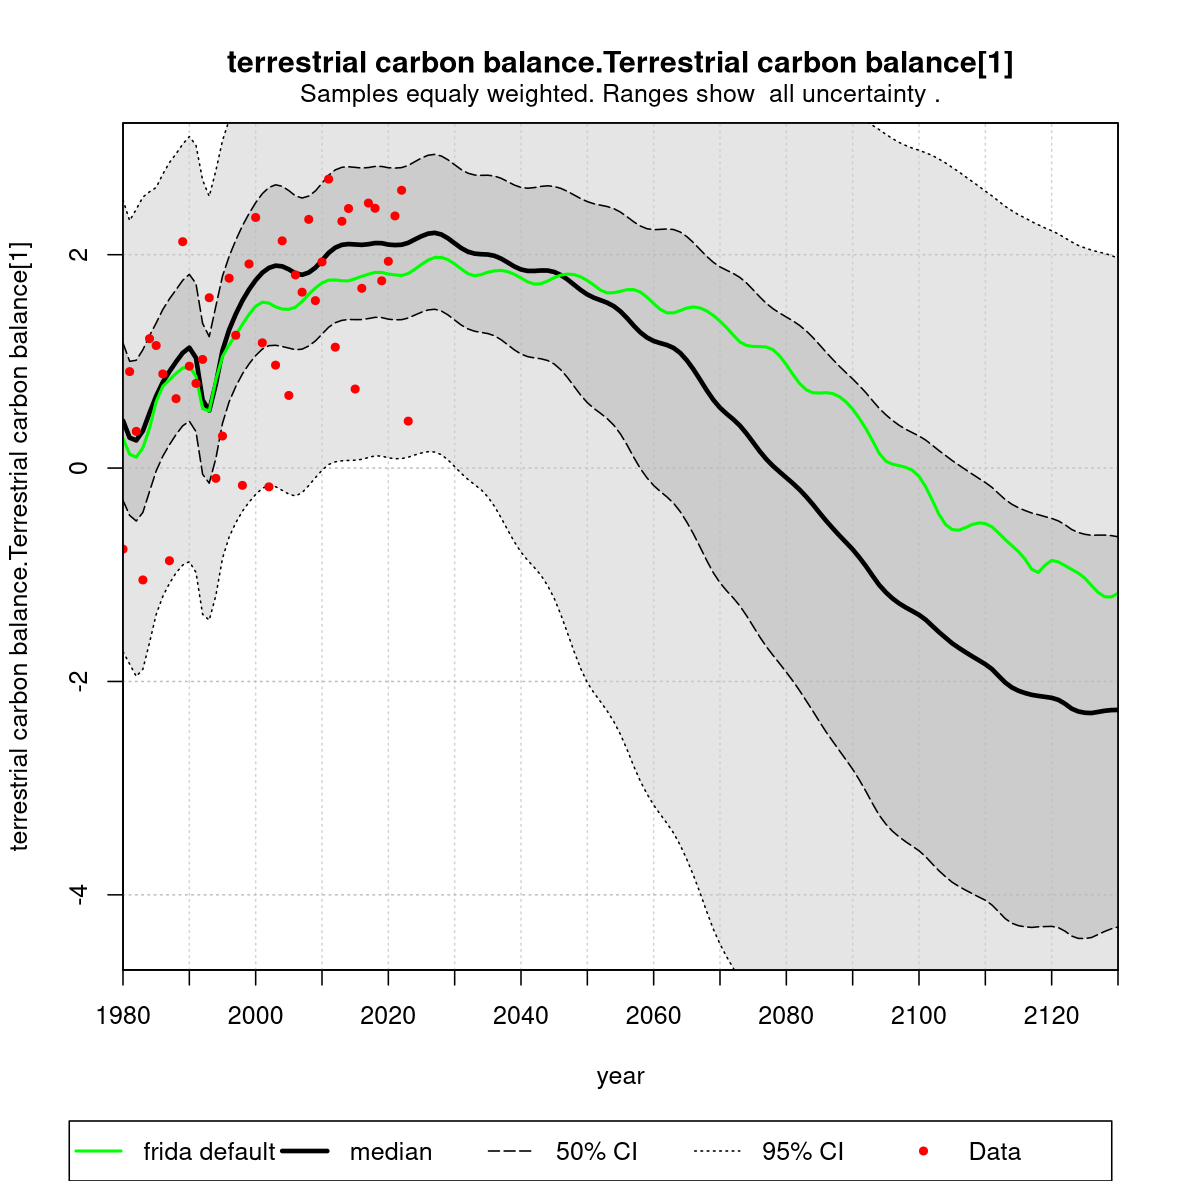 terrestrial carbon balance.Terrestrial carbon balance[1]
Samples equaly weighted. Ranges show  all uncertainty .
terrestrial carbon balance.Terrestrial carbon balance[1]
2
0
-2
-4
1980 2000 2020 2040 2060 2080 2100 2120
year
frida default median 50% CI 95% CI Data